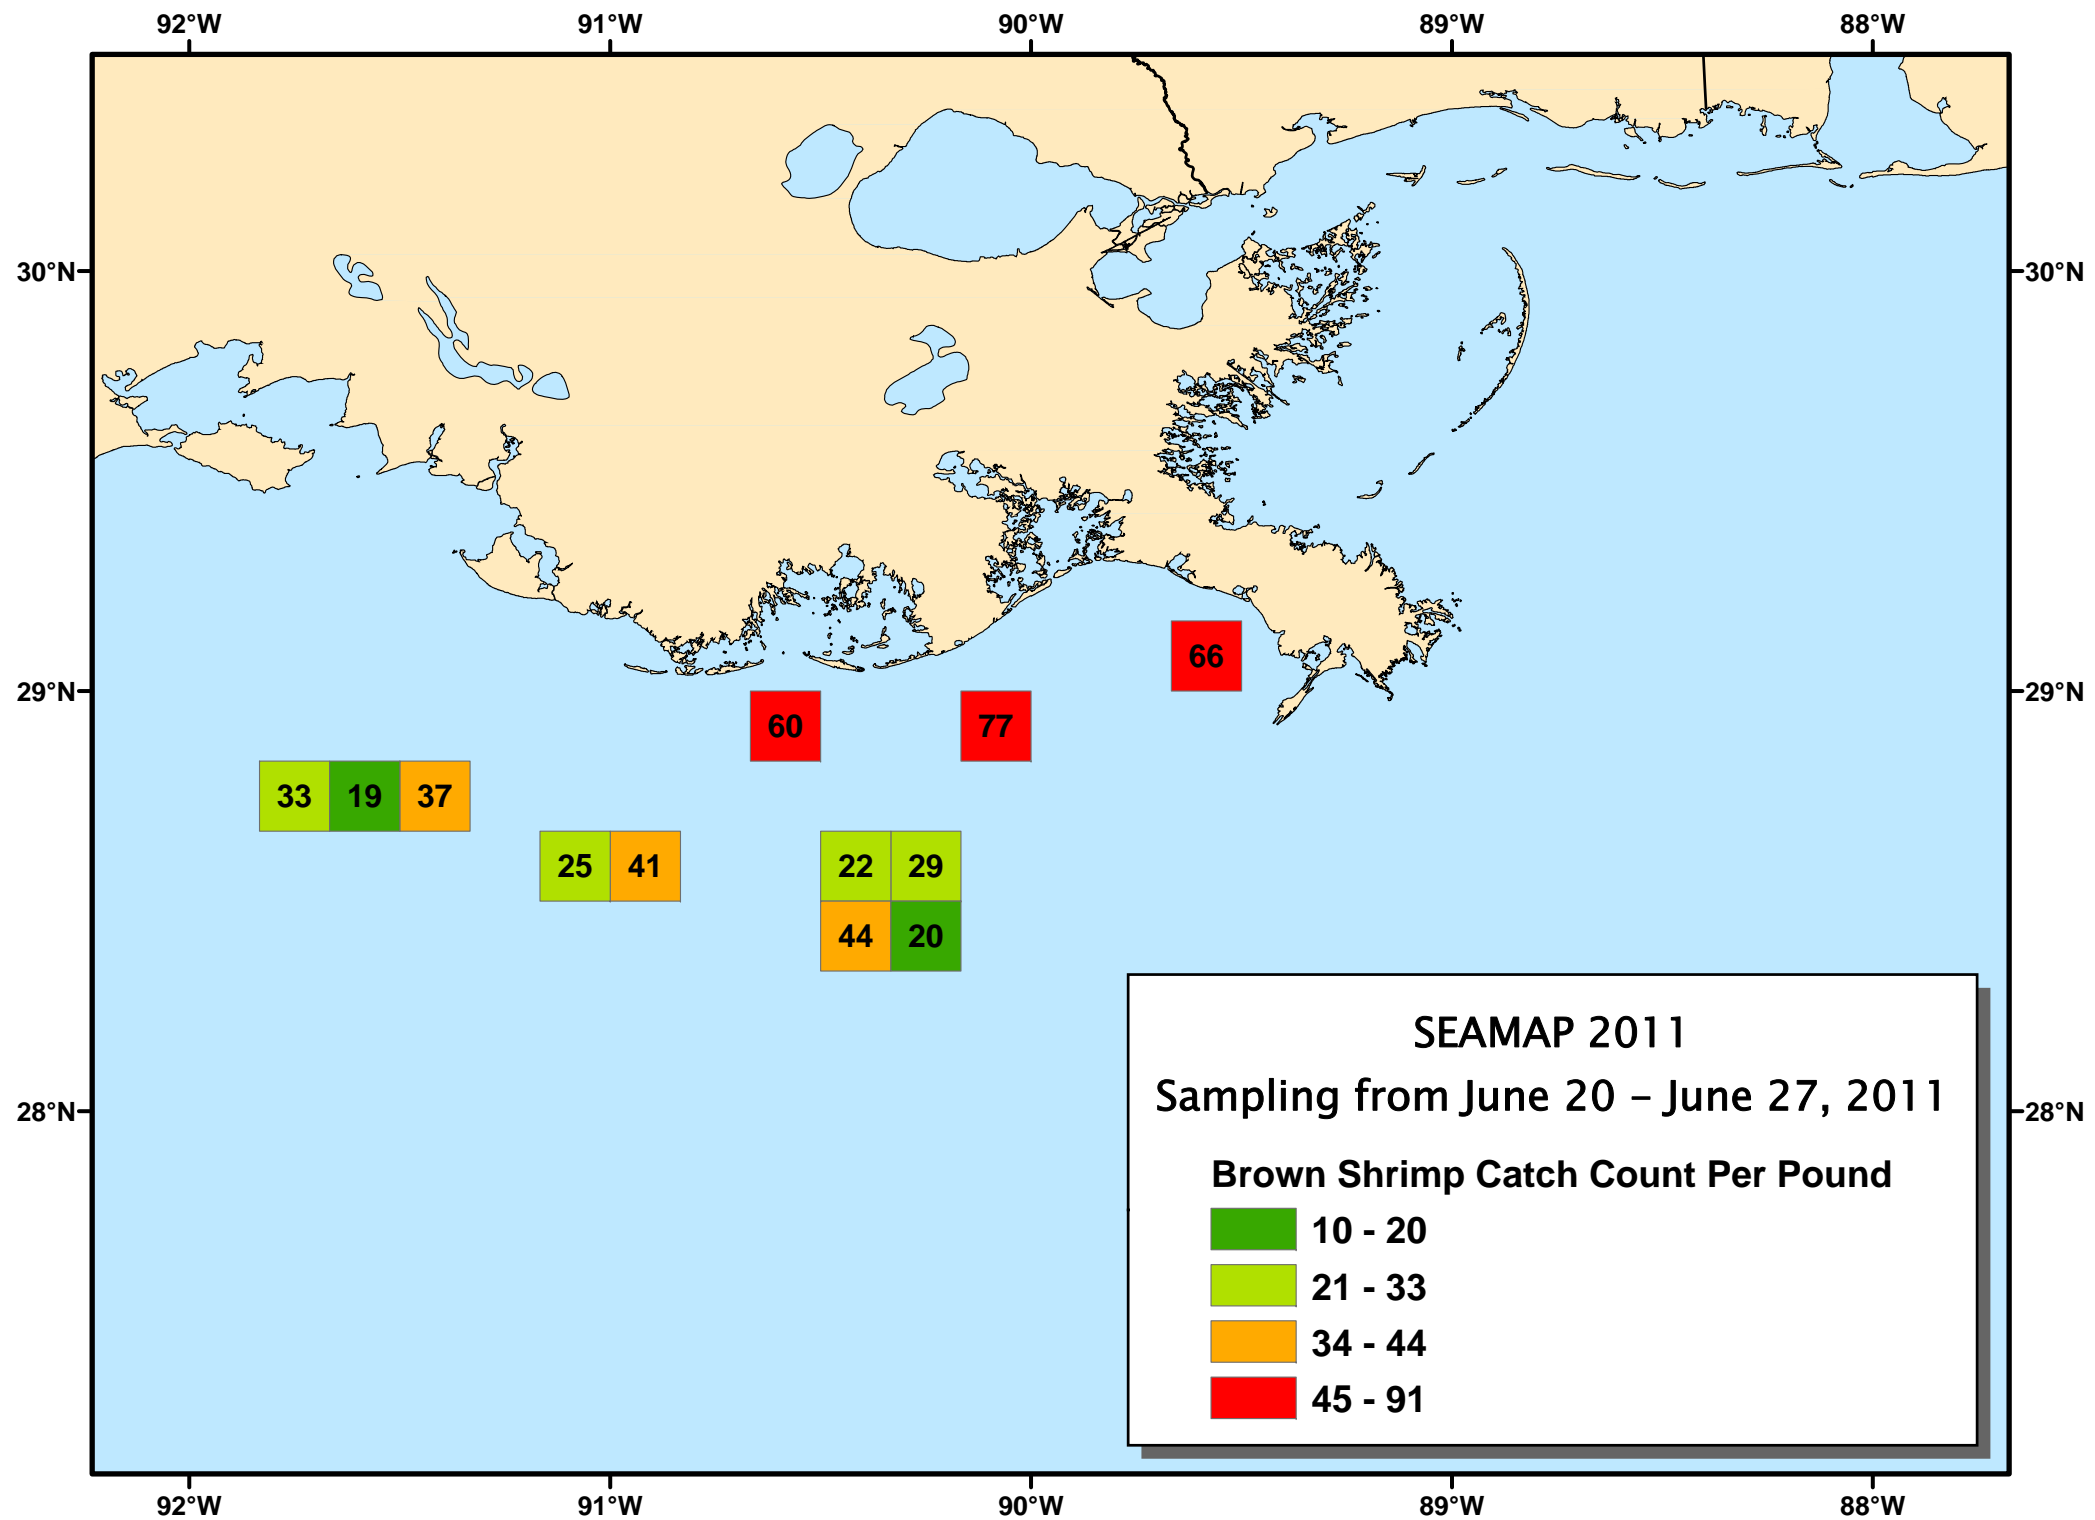 92°W 91°W 90°W 89°W 88°W
30°N 30°N
29°N 29°N
66
60 77
33 19 37
25 41 22 29
44 20
SEAMAP 2011
Sampling from June 20 - June 27, 2011
28°N 28°N
Brown Shrimp Catch Count Per Pound
10 - 20
21 - 33
34 - 44
45 - 91
92°W 91°W 90°W 89°W 88°W